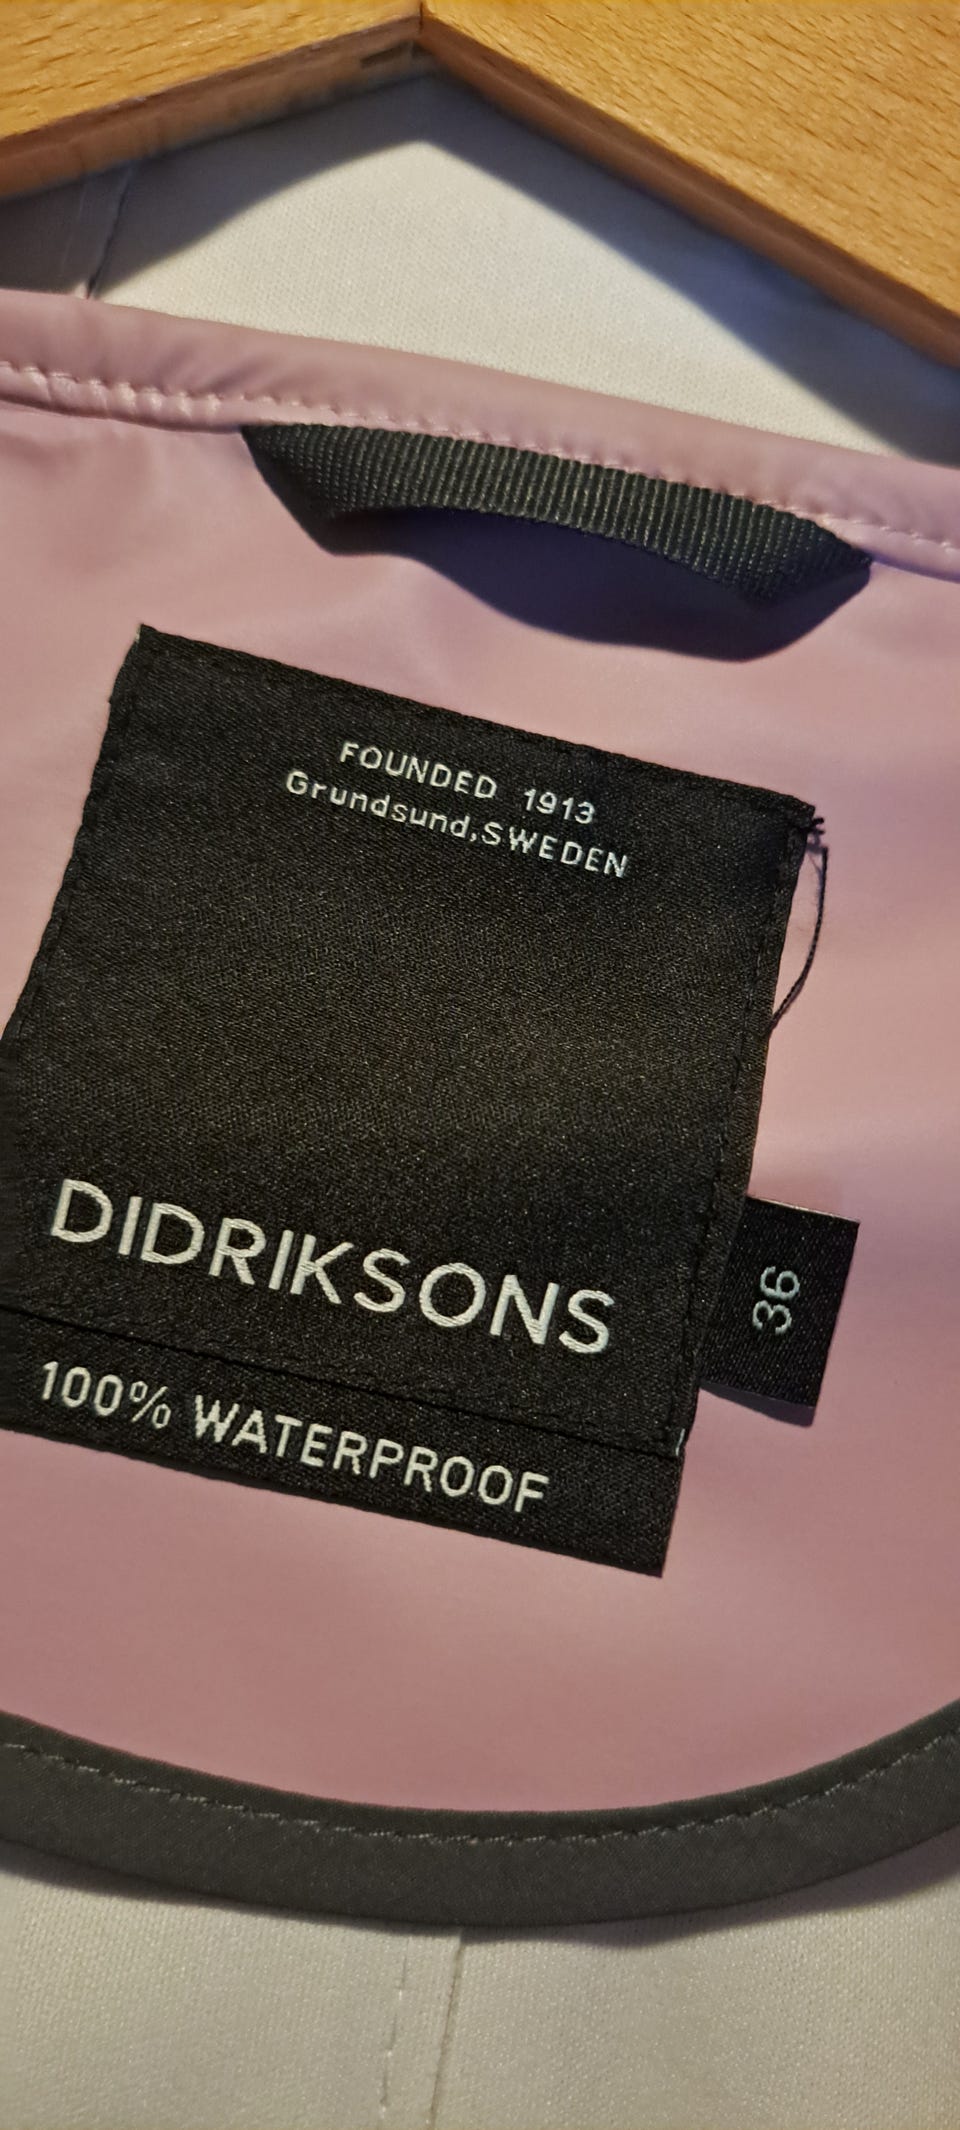 FOUNDED 1913
Grundsund, SWEDEN
DIDRIKSONS
36
100% WATERPROOF